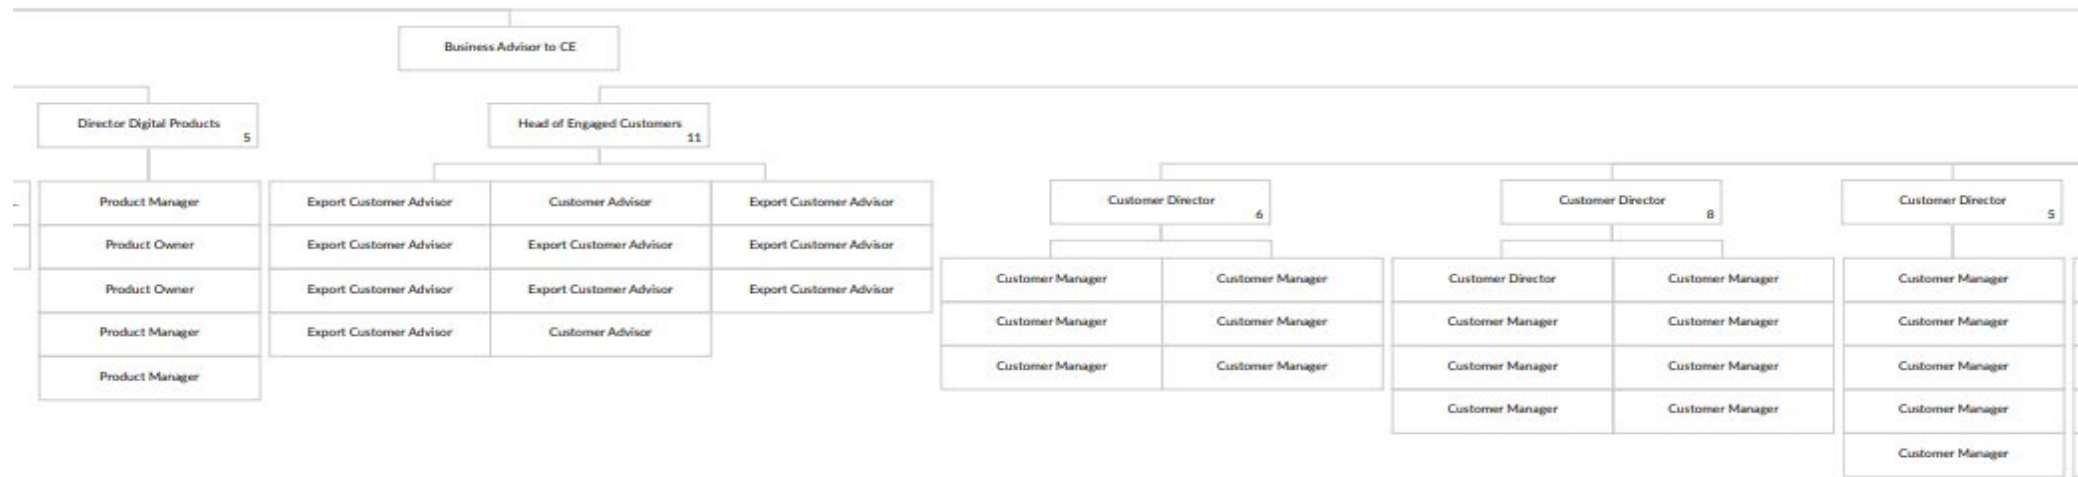 Business Advisor to CE
Director Digital Products
5
Head of Engaged Customers
11
Product Manager
Product Owner
Product Owner
Product Manager
Product Manager
Export Customer Advisor
Export Customer Advisor
Export Customer Advisor
Export Customer Advisor
Customer Advisor
Export Customer Advisor
Export Customer Advisor
Customer Advisor
Export Customer Advisor
Export Customer Advisor
Export Customer Advisor
Customer Director
6
Customer Manager
Customer Manager
Customer Manager
Customer Manager
Customer Manager
Customer Manager
Customer Director
8
Customer Director
Customer Manager
Customer Manager
Customer Manager
Customer Manager
Customer Manager
Customer Manager
Customer Manager
Customer Director
5
Customer Manager
Customer Manager
Customer Manager
Customer Manager
Customer Manager